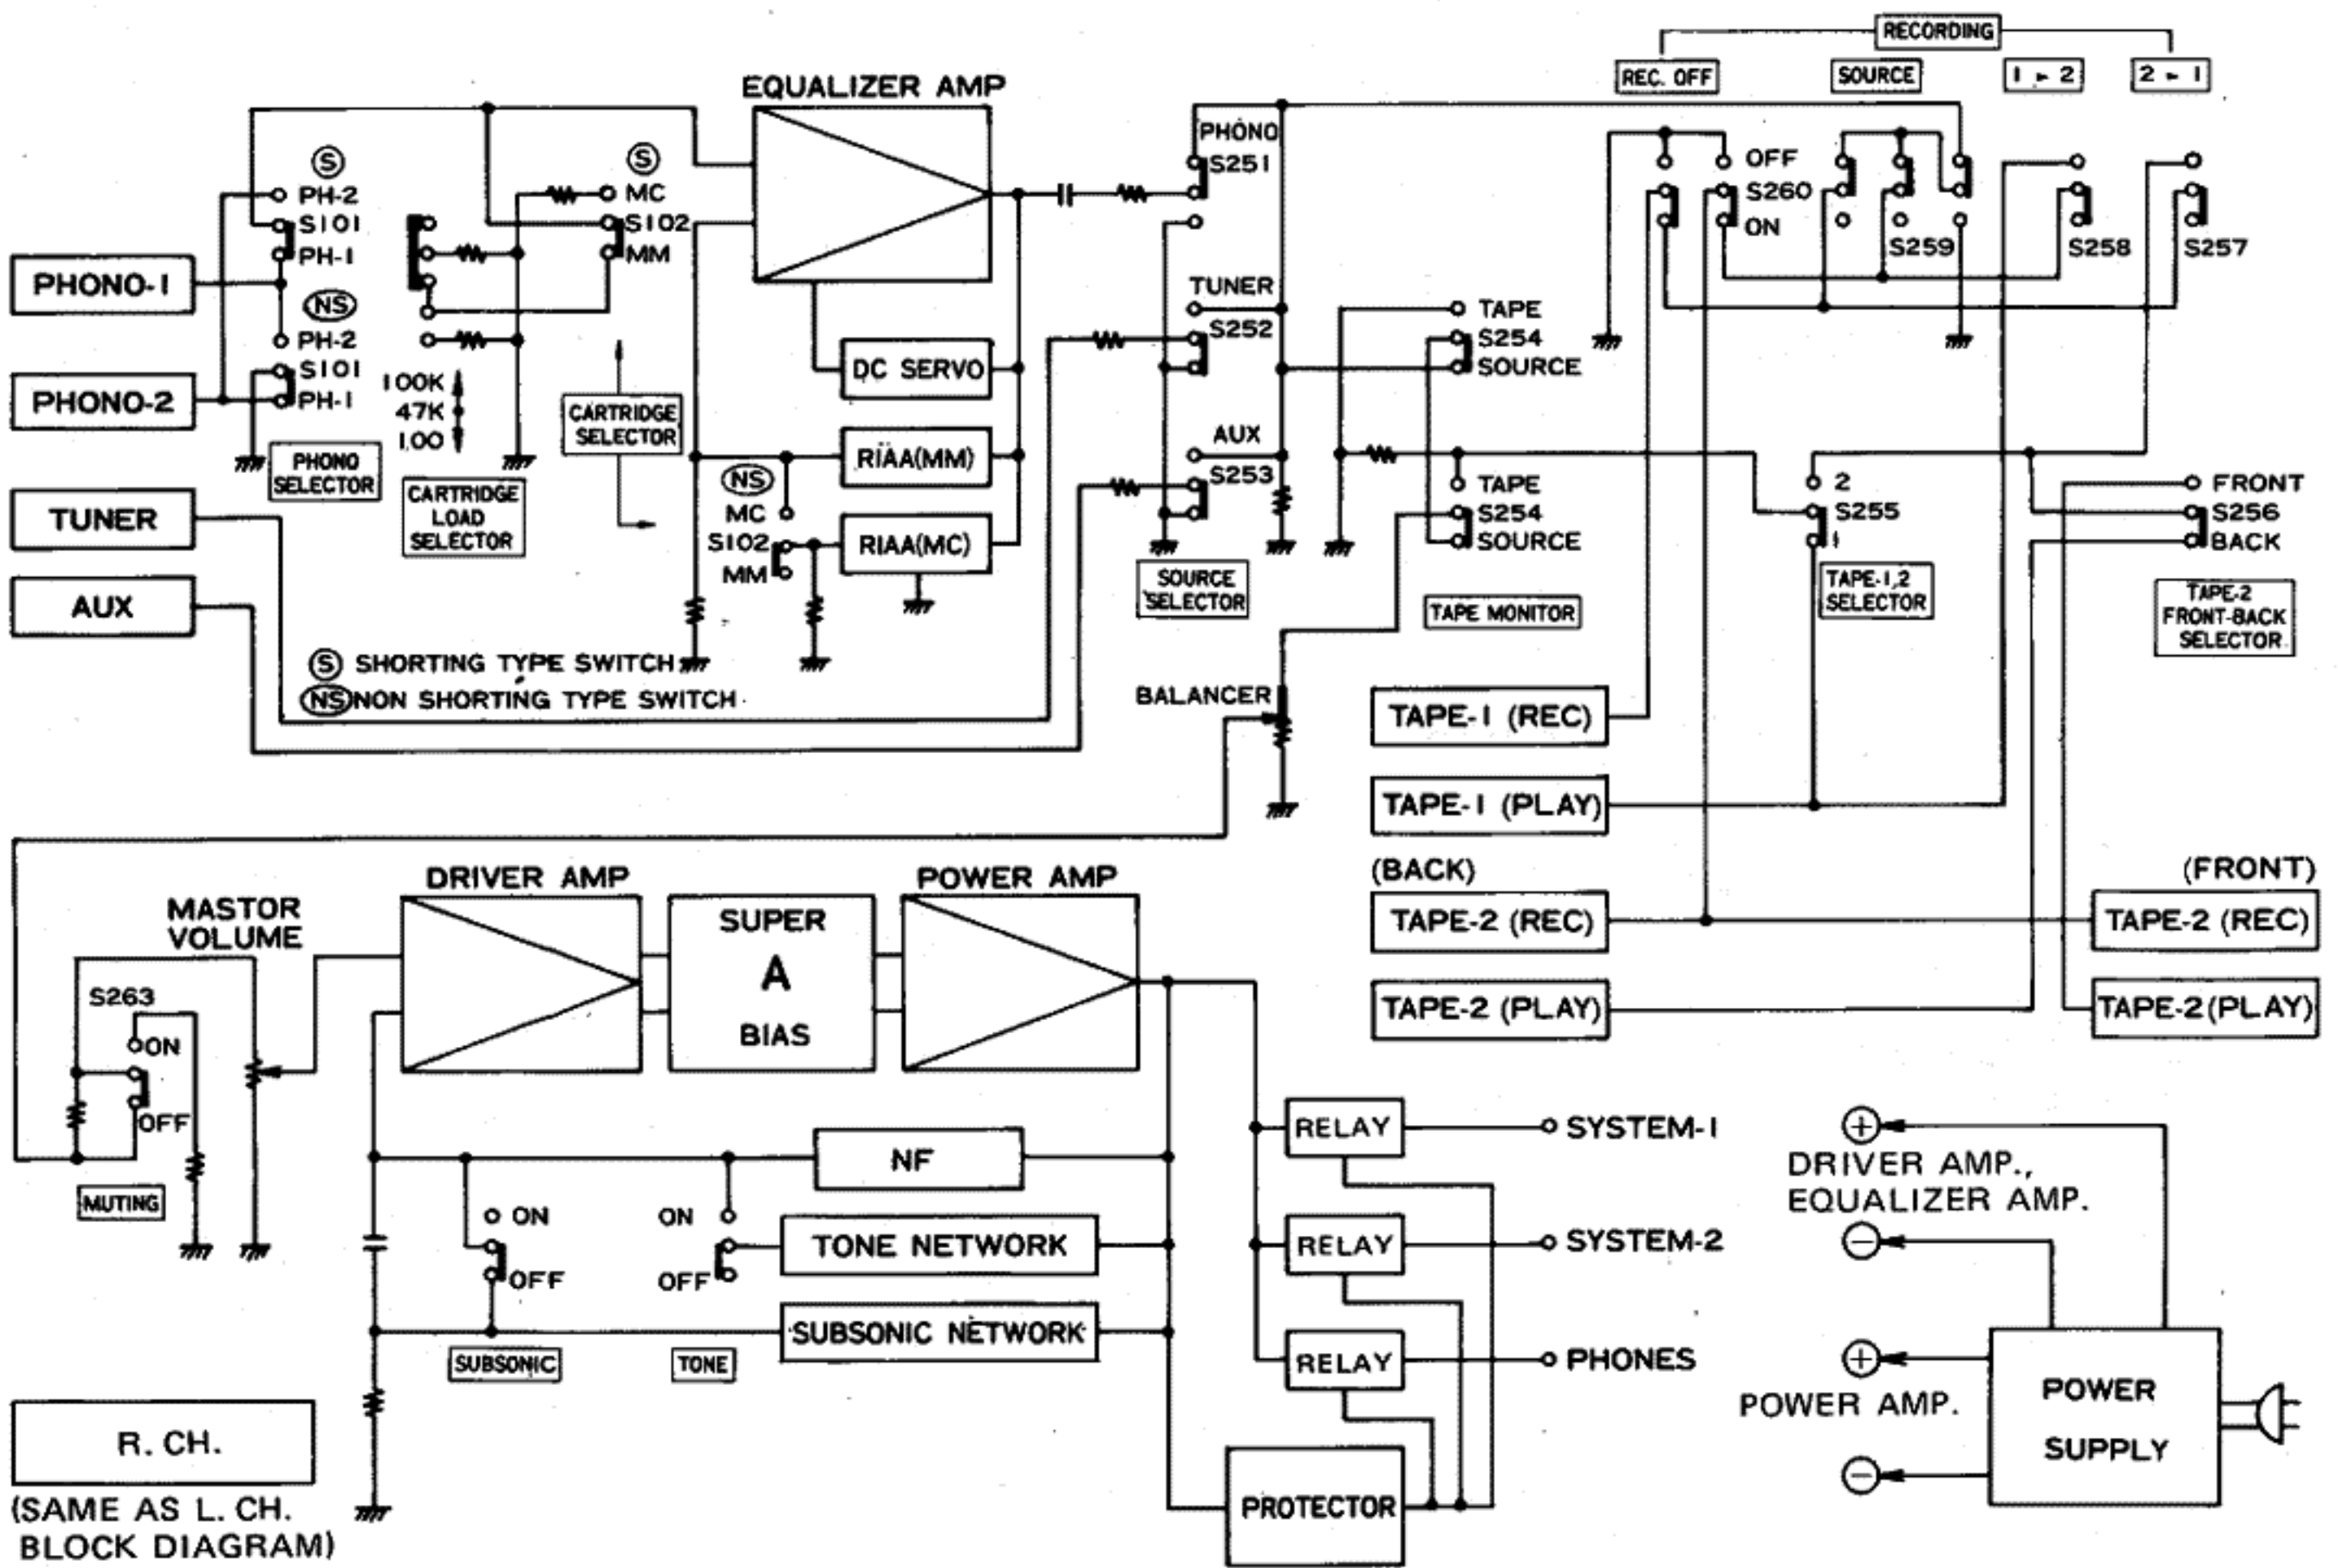 RECORDING
REC. OFF
SOURCE
1 ▸ 2
2 ▸ 1
EQUALIZER AMP
PHONO
S251
OFF
S260
ON
S259
S258
S257
S
PH-2
S101
PH-1
NS
PH-2
S101
PH-1
S
MC
S102
MM
PHONO-1
PHONO-2
TUNER
AUX
100K
47K
100
PHONO
SELECTOR
CARTRIDGE
LOAD
SELECTOR
CARTRIDGE
SELECTOR
DC SERVO
RIAA(MM)
RIAA(MC)
NS
MC
S102
MM
TUNER
S252
AUX
S253
SOURCE
SELECTOR
TAPE
S254
SOURCE
TAPE
S254
SOURCE
TAPE MONITOR
2
S255
1
TAPE-1,2
SELECTOR
FRONT
S256
BACK
TAPE-2
FRONT-BACK
SELECTOR
S SHORTING TYPE SWITCH
NS NON SHORTING TYPE SWITCH
BALANCER
TAPE-1 (REC)
TAPE-1 (PLAY)
(BACK)
TAPE-2 (REC)
TAPE-2 (PLAY)
(FRONT)
TAPE-2 (REC)
TAPE-2(PLAY)
MASTOR
VOLUME
S263
ON
OFF
MUTING
DRIVER AMP
SUPER
A
BIAS
POWER AMP
NF
ON
OFF
ON
OFF
TONE NETWORK
SUBSONIC NETWORK
SUBSONIC
TONE
RELAY
SYSTEM-1
RELAY
SYSTEM-2
RELAY
PHONES
PROTECTOR
+
DRIVER AMP.,
EQUALIZER AMP.
−
+
POWER AMP.
−
POWER
SUPPLY
R. CH.
(SAME AS L. CH.
BLOCK DIAGRAM)